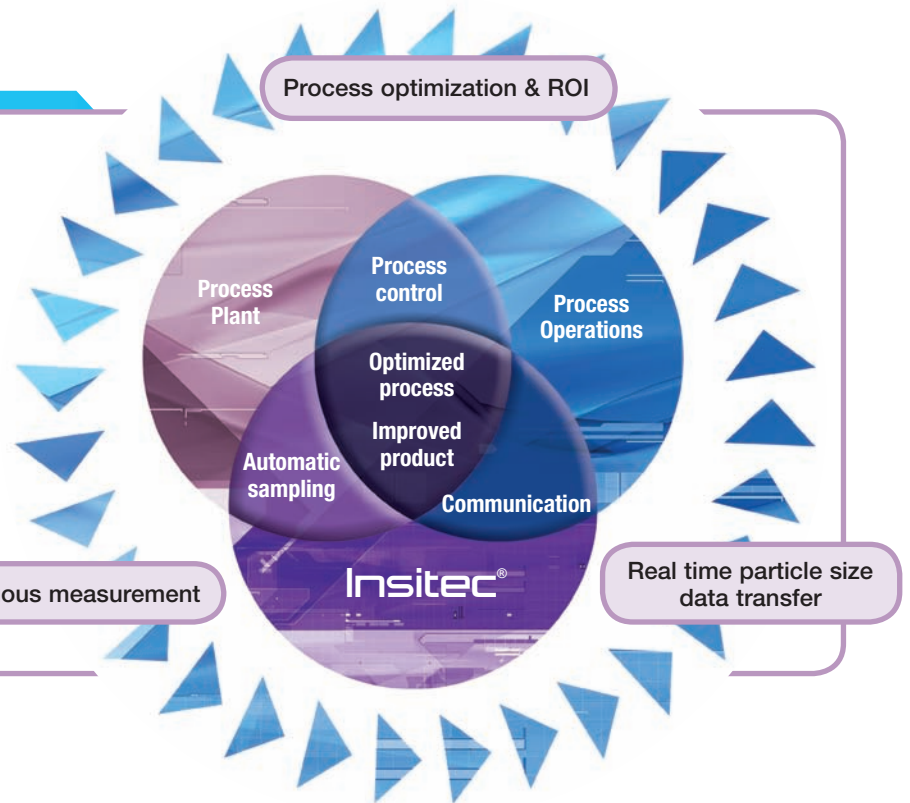 Process optimization & ROI
Process
Plant
Process
control
Process
Operations
Optimized
process
Improved
product
Automatic
sampling
Communication
Insitec®
measurement
Real time particle size
data transfer